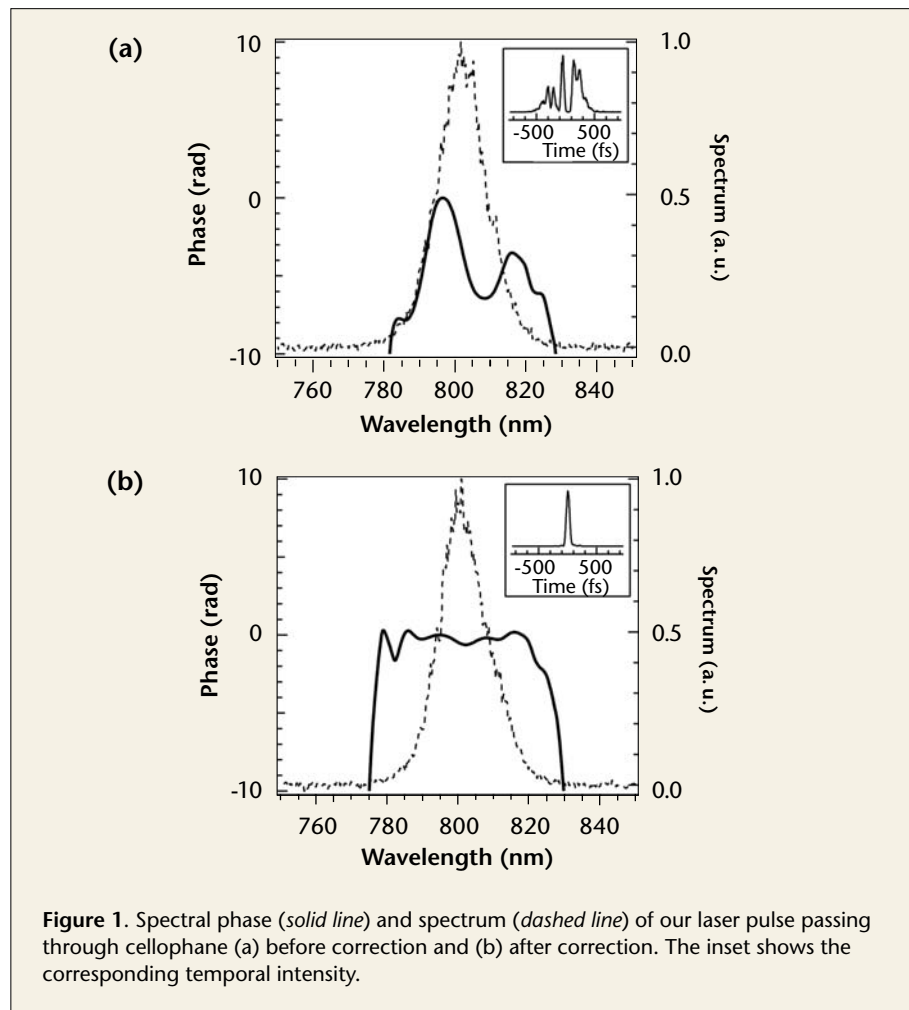 (a)
10
0
-10
Phase (rad)
1.0
0.5
0.0
Spectrum (a. u.)
-500 500
Time (fs)
760 780 800 820 840
Wavelength (nm)
(b)
10
0
-10
Phase (rad)
1.0
0.5
0.0
Spectrum (a. u.)
-500 500
Time (fs)
760 780 800 820 840
Wavelength (nm)
Figure 1. Spectral phase (solid line) and spectrum (dashed line) of our laser pulse passing
through cellophane (a) before correction and (b) after correction. The inset shows the
corresponding temporal intensity.